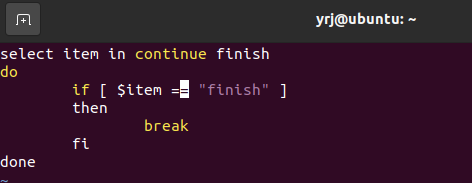 yrj@ubuntu: ~
select item in continue finish
do
        if [ $item == "finish" ]
        then
                break
        fi
done
~